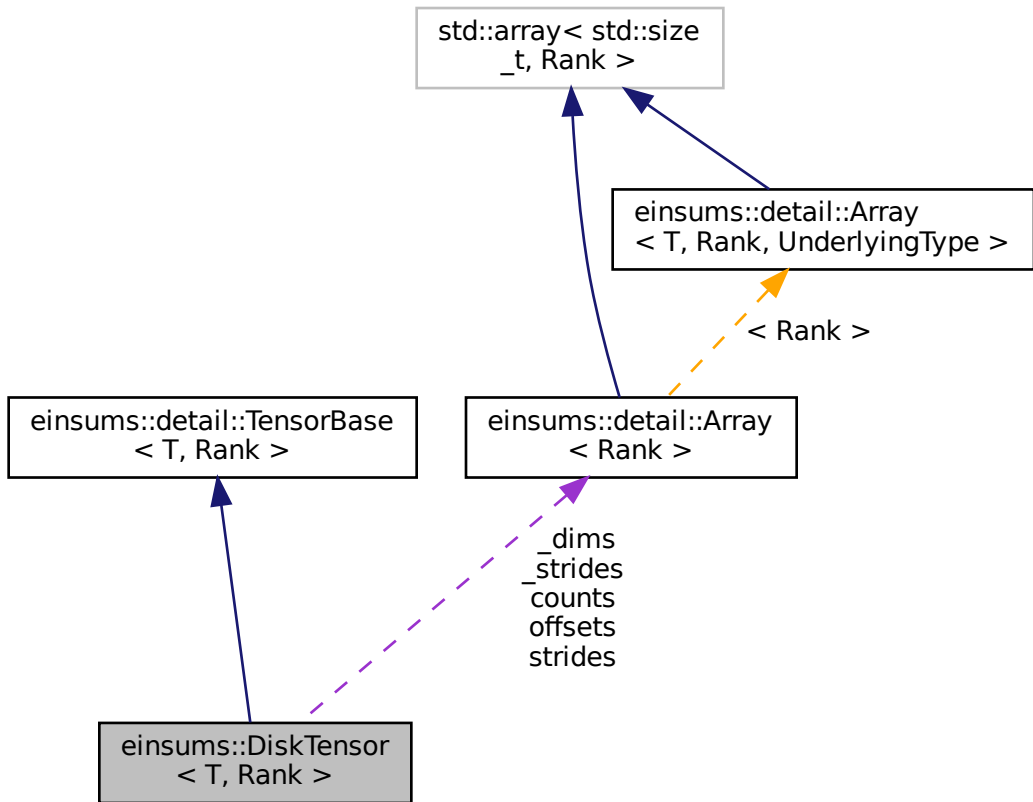 std::array< std::size
_t, Rank >
einsums::detail::Array
< T, Rank, UnderlyingType >
< Rank >
einsums::detail::TensorBase
< T, Rank >
einsums::detail::Array
< Rank >
_dims
_strides
counts
offsets
strides
einsums::DiskTensor
< T, Rank >